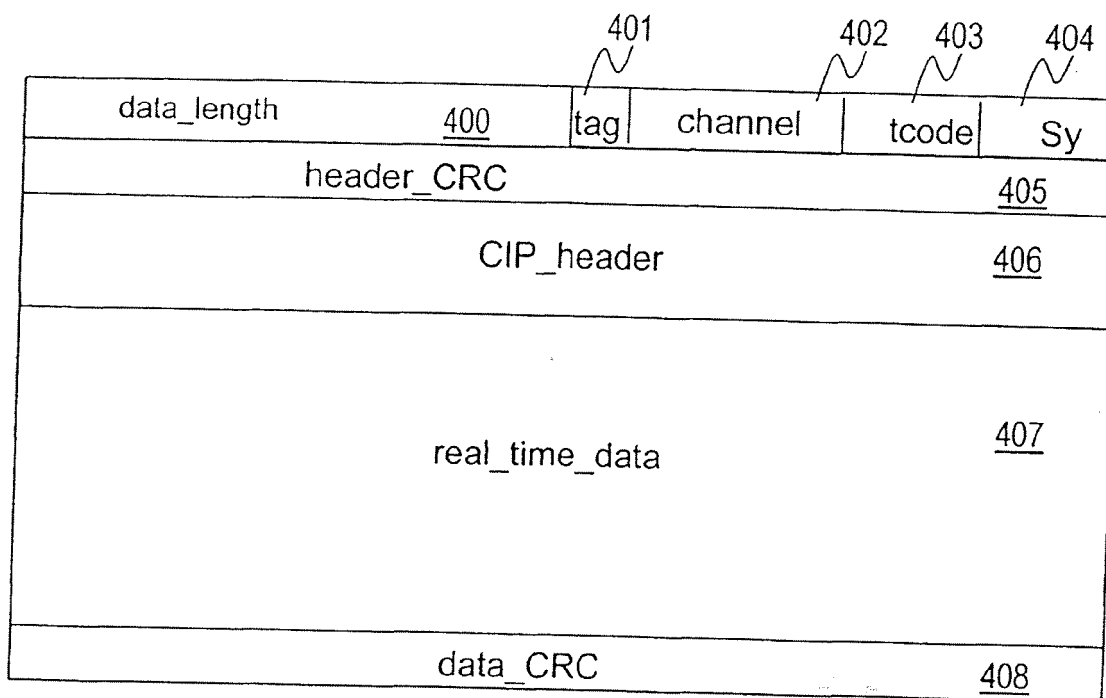 401 402 403 404
data_length 400 tag channel tcode Sy
header_CRC 405
CIP_header 406
real_time_data 407
data_CRC 408